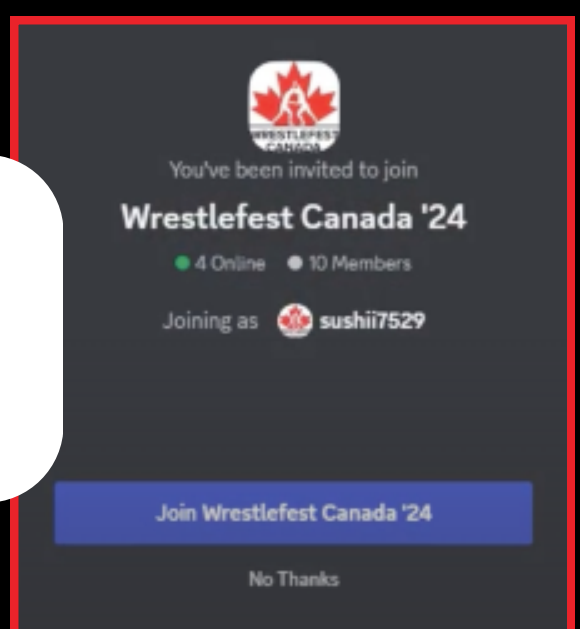 WRESTLEFEST
CANADA
You've been invited to join
Wrestlefest Canada '24
4 Online 10 Members
Joining as sushii7529
Join Wrestlefest Canada '24
No Thanks